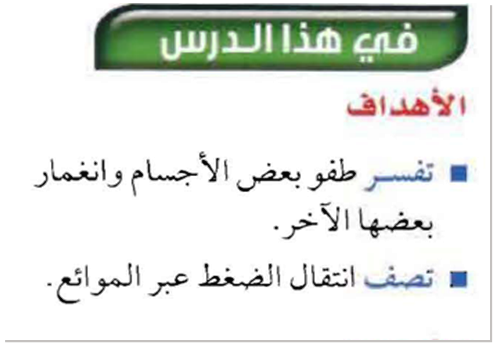 في هذا الدرس
الأهداف
■ تفسر طفو بعض الأجسام وانغمار
بعضها الآخر.
■ تصف انتقال الضغط عبر الموائع.